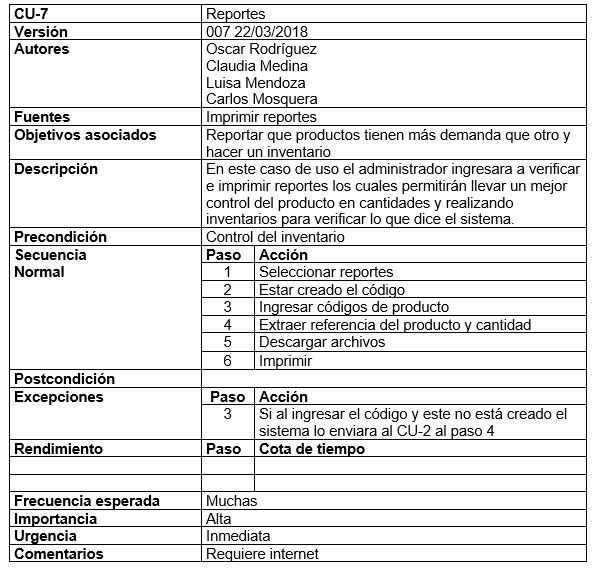 CU-7 Reportes
Versión 007 22/03/2018
Autores Oscar Rodríguez
Claudia Medina
Luisa Mendoza
Carlos Mosquera
Fuentes Imprimir reportes
Objetivos asociados Reportar que productos tienen más demanda que otro y
hacer un inventario
Descripción En este caso de uso el administrador ingresara a verificar
e imprimir reportes los cuales permitirán llevar un mejor
control del producto en cantidades y realizando
inventarios para verificar lo que dice el sistema.
Precondición Control del inventario
Secuencia Paso Acción
Normal 1 Seleccionar reportes
2 Estar creado el código
3 Ingresar códigos de producto
4 Extraer referencia del producto y cantidad
5 Descargar archivos
6 Imprimir
Postcondición
Excepciones Paso Acción
3 Si al ingresar el código y este no está creado el
sistema lo enviara al CU-2 al paso 4
Rendimiento Paso Cota de tiempo
Frecuencia esperada Muchas
Importancia Alta
Urgencia Inmediata
Comentarios Requiere internet